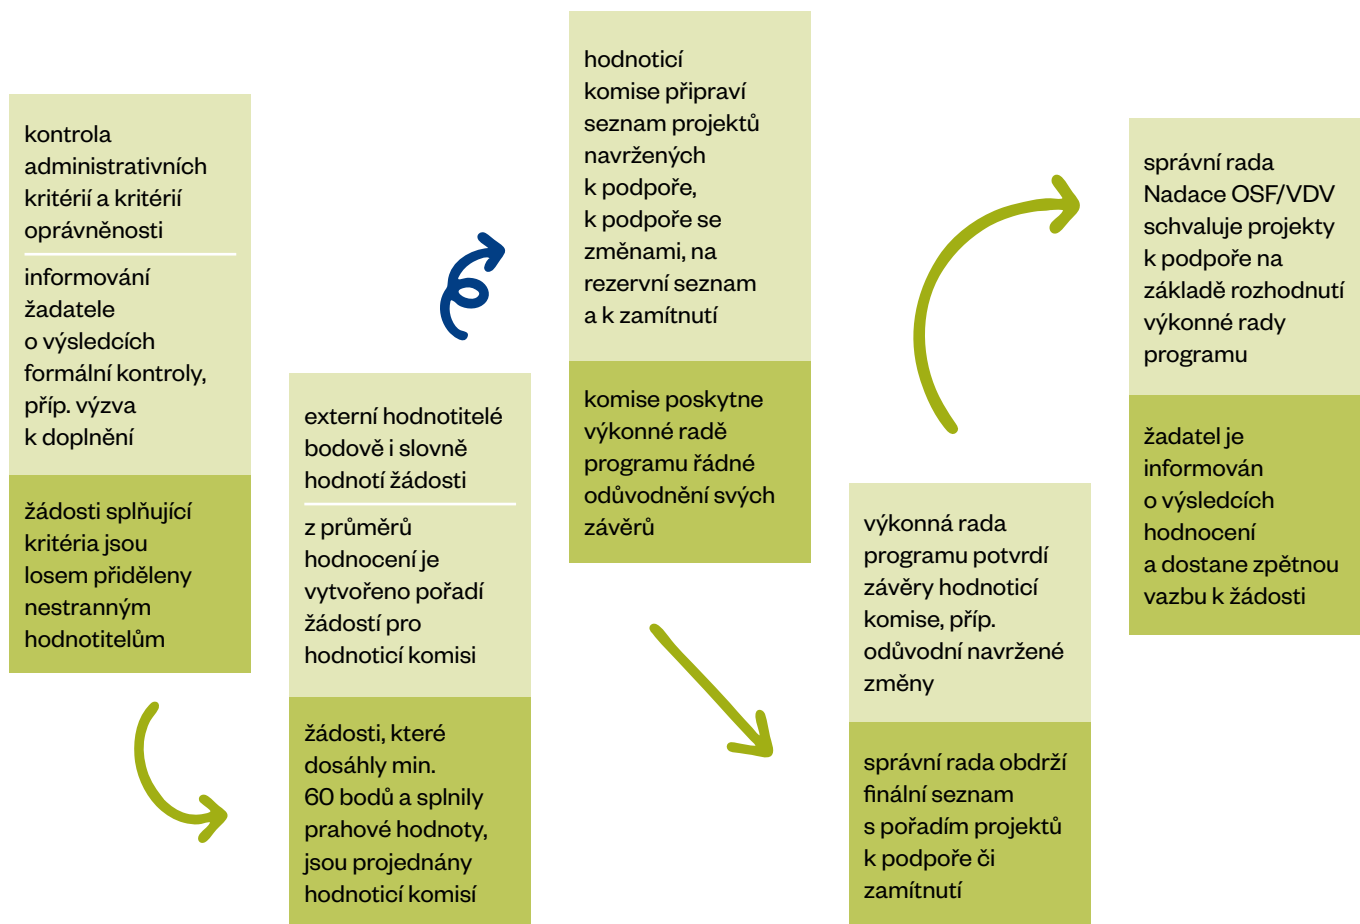 kontrola
administrativních
kritérií a kritérií
oprávněnosti
informování
žadatele
o výsledcích
formální kontroly,
příp. výzva
k doplnění
žádosti splňující
kritéria jsou
losem přiděleny
nestranným
hodnotitelům
externí hodnotitelé
bodově i slovně
hodnotí žádosti
z průměrů
hodnocení je
vytvořeno pořadí
žádostí pro
hodnoticí komisi
žádosti, které
dosáhly min.
60 bodů a splnily
prahové hodnoty,
jsou projednány
hodnoticí komisí
hodnoticí
komise připraví
seznam projektů
navržených
k podpoře,
k podpoře se
změnami, na
rezervní seznam
a k zamítnutí
komise poskytne
výkonné radě
programu řádné
odůvodnění svých
závěrů
výkonná rada
programu potvrdí
závěry hodnoticí
komise, příp.
odůvodní navržené
změny
správní rada obdrží
finální seznam
s pořadím projektů
k podpoře či
zamítnutí
správní rada
Nadace OSF/VDV
schvaluje projekty
k podpoře na
základě rozhodnutí
výkonné rady
programu
žadatel je
informován
o výsledcích
hodnocení
a dostane zpětnou
vazbu k žádosti